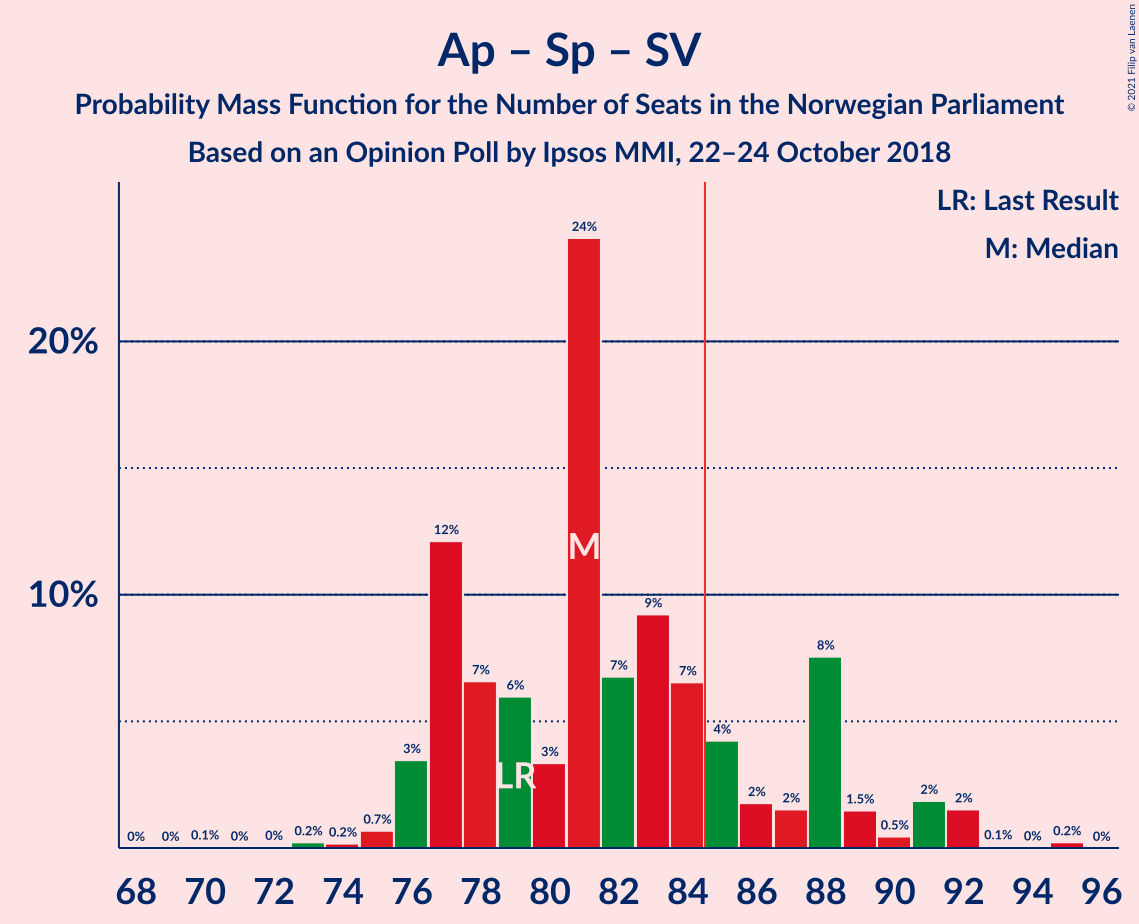 Ap – Sp – SV
Probability Mass Function for the Number of Seats in the Norwegian Parliament
Based on an Opinion Poll by Ipsos MMI, 22–24 October 2018
© 2021 Filip van Laenen
LR: Last Result
M: Median
20%
10%
0% 0% 0.1% 0% 0% 0.2% 0.2% 0.7% 3% 12% 7% 6% 3% 24% 7% 9% 7% 4% 2% 2% 8% 1.5% 0.5% 2% 2% 0.1% 0% 0.2% 0%
M
LR
68 70 72 74 76 78 80 82 84 86 88 90 92 94 96